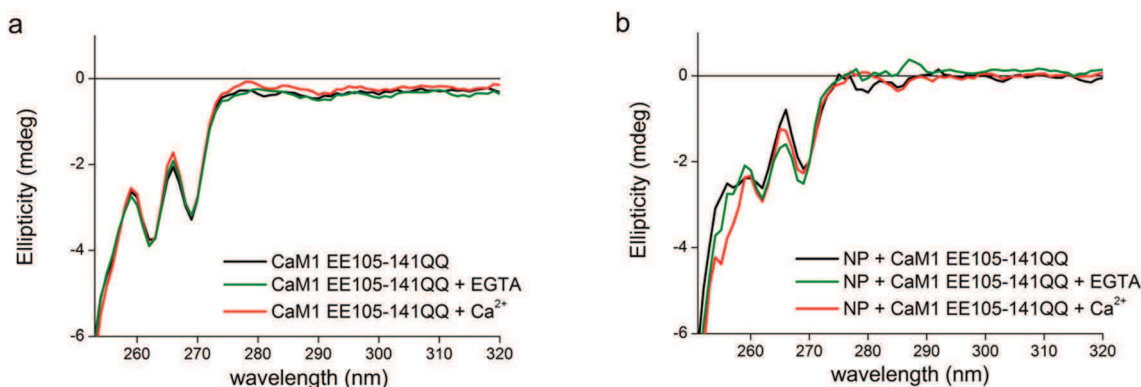 a
0
-2
-4
-6
Ellipticity (mdeg)
CaM1 EE105-141QQ
CaM1 EE105-141QQ + EGTA
CaM1 EE105-141QQ + Ca²⁺
260 270 280 290 300 310 320
wavelength (nm)
b
0
-2
-4
-6
Ellipticity (mdeg)
NP + CaM1 EE105-141QQ
NP + CaM1 EE105-141QQ + EGTA
NP + CaM1 EE105-141QQ + Ca²⁺
260 270 280 290 300 310 320
wavelength (nm)